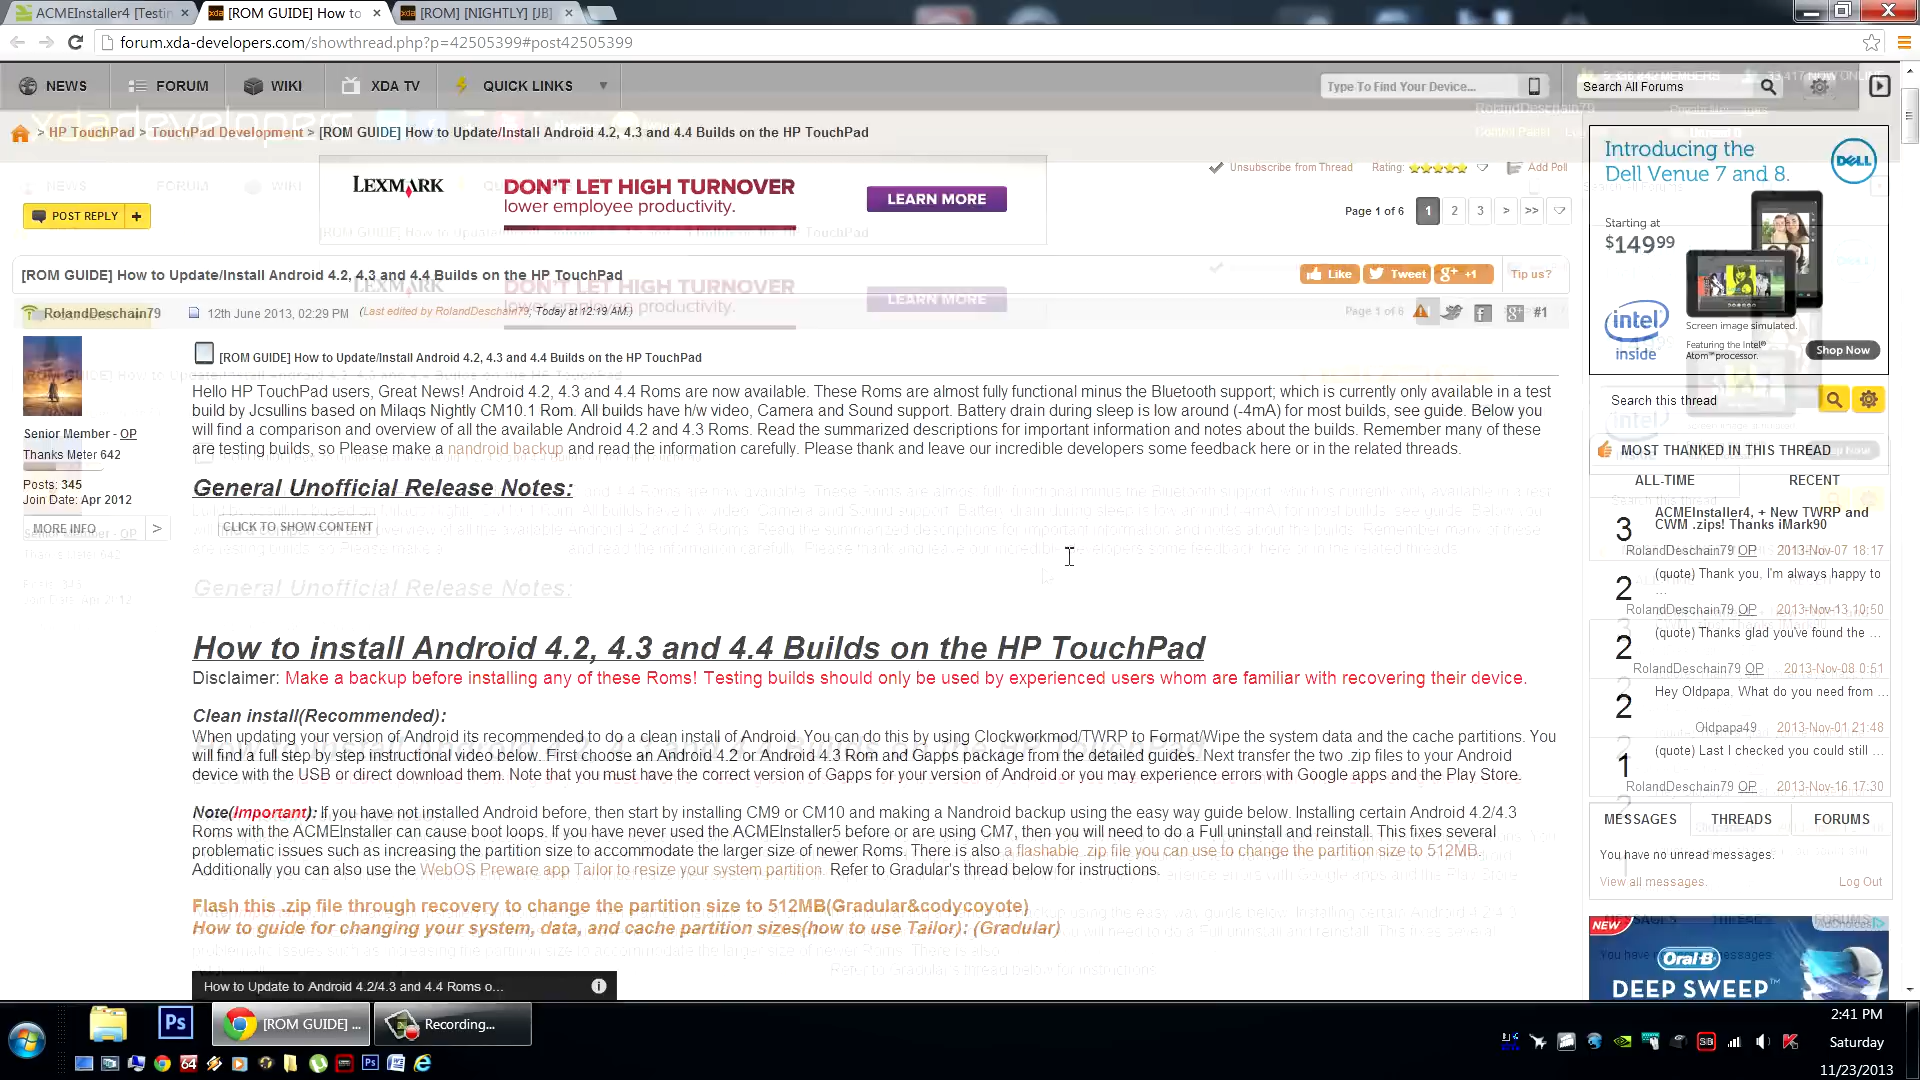 ACMEInstaller4 [Testin
[ROM GUIDE] How to
[ROM] [NIGHTLY] [JB]
forum.xda-developers.com/showthread.php?p=42505399#post42505399
NEWS
FORUM
WIKI
XDA TV
QUICK LINKS
Type To Find Your Device...
Search All Forums
> HP TouchPad > TouchPad Development > [ROM GUIDE] How to Update/Install Android 4.2, 4.3 and 4.4 Builds on the HP TouchPad
LEXMARK
DON'T LET HIGH TURNOVER
lower employee productivity.
LEARN MORE
Unsubscribe from Thread
Rating:
Add Poll
POST REPLY +
Page 1 of 6 1 2 3 > >>
Introducing the
Dell Venue 7 and 8.
DELL
Starting at
$149.99
intel inside
Screen image simulated.
Featuring the Intel®
Atom™ processor.
Shop Now
[ROM GUIDE] How to Update/Install Android 4.2, 4.3 and 4.4 Builds on the HP TouchPad
Like
Tweet
g+ +1
Tip us?
RolandDeschain79
12th June 2013, 02:29 PM
(Last edited by RolandDeschain79; Today at 12:19 AM.)
#1
[ROM GUIDE] How to Update/Install Android 4.2, 4.3 and 4.4 Builds on the HP TouchPad
Hello HP TouchPad users, Great News! Android 4.2, 4.3 and 4.4 Roms are now available. These Roms are almost fully functional minus the Bluetooth support; which is currently only available in a test
build by Jcsullins based on Milaqs Nightly CM10.1 Rom. All builds have h/w video, Camera and Sound support. Battery drain during sleep is low around (-4mA) for most builds, see guide. Below you
will find a comparison and overview of all the available Android 4.2 and 4.3 Roms. Read the summarized descriptions for important information and notes about the builds. Remember many of these
are testing builds, so Please make a nandroid backup and read the information carefully. Please thank and leave our incredible developers some feedback here or in the related threads.
Senior Member - OP
Thanks Meter 642
Posts: 345
Join Date: Apr 2012
MORE INFO >
General Unofficial Release Notes:
CLICK TO SHOW CONTENT
How to install Android 4.2, 4.3 and 4.4 Builds on the HP TouchPad
Disclaimer: Make a backup before installing any of these Roms! Testing builds should only be used by experienced users whom are familiar with recovering their device.
Clean install(Recommended):
When updating your version of Android its recommended to do a clean install of Android. You can do this by using Clockworkmod/TWRP to Format/Wipe the system data and the cache partitions. You
will find a full step by step instructional video below. First choose an Android 4.2 or Android 4.3 Rom and Gapps package from the detailed guides. Next transfer the two .zip files to your Android
device with the USB or direct download them. Note that you must have the correct version of Gapps for your version of Android or you may experience errors with Google apps and the Play Store.
Note(Important): If you have not installed Android before, then start by installing CM9 or CM10 and making a Nandroid backup using the easy way guide below. Installing certain Android 4.2/4.3
Roms with the ACMEInstaller can cause boot loops. If you have never used the ACMEInstaller5 before or are using CM7, then you will need to do a Full uninstall and reinstall. This fixes several
problematic issues such as increasing the partition size to accommodate the larger size of newer Roms. There is also a flashable .zip file you can use to change the partition size to 512MB.
Additionally you can also use the WebOS Preware app Tailor to resize your system partition. Refer to Gradular's thread below for instructions.
Flash this .zip file through recovery to change the partition size to 512MB(Gradular&codycoyote)
How to guide for changing your system, data, and cache partition sizes(how to use Tailor): (Gradular)
How to Update to Android 4.2/4.3 and 4.4 Roms o...
Search this thread
MOST THANKED IN THIS THREAD
ALL-TIME
RECENT
3 ACMEInstaller4, + New TWRP and
CWM .zips! Thanks iMark90
RolandDeschain79 OP 2013-Nov-07 18:17
2 (quote) Thank you, I'm always happy to
...
RolandDeschain79 OP 2013-Nov-13 10:50
2 (quote) Thanks glad you've found the ...
RolandDeschain79 OP 2013-Nov-08 0:51
2 Hey Oldpapa, What do you need from ...
Oldpapa49 2013-Nov-01 21:48
1 (quote) Last I checked you could still ...
RolandDeschain79 OP 2013-Nov-16 17:30
MESSAGES
THREADS
FORUMS
You have no unread messages.
View all messages.
Log Out
NEW
AdChoices
Oral-B
DEEP SWEEP™
Ps
[ROM GUIDE] ...
Recording...
2:41 PM
Saturday
11/23/2013